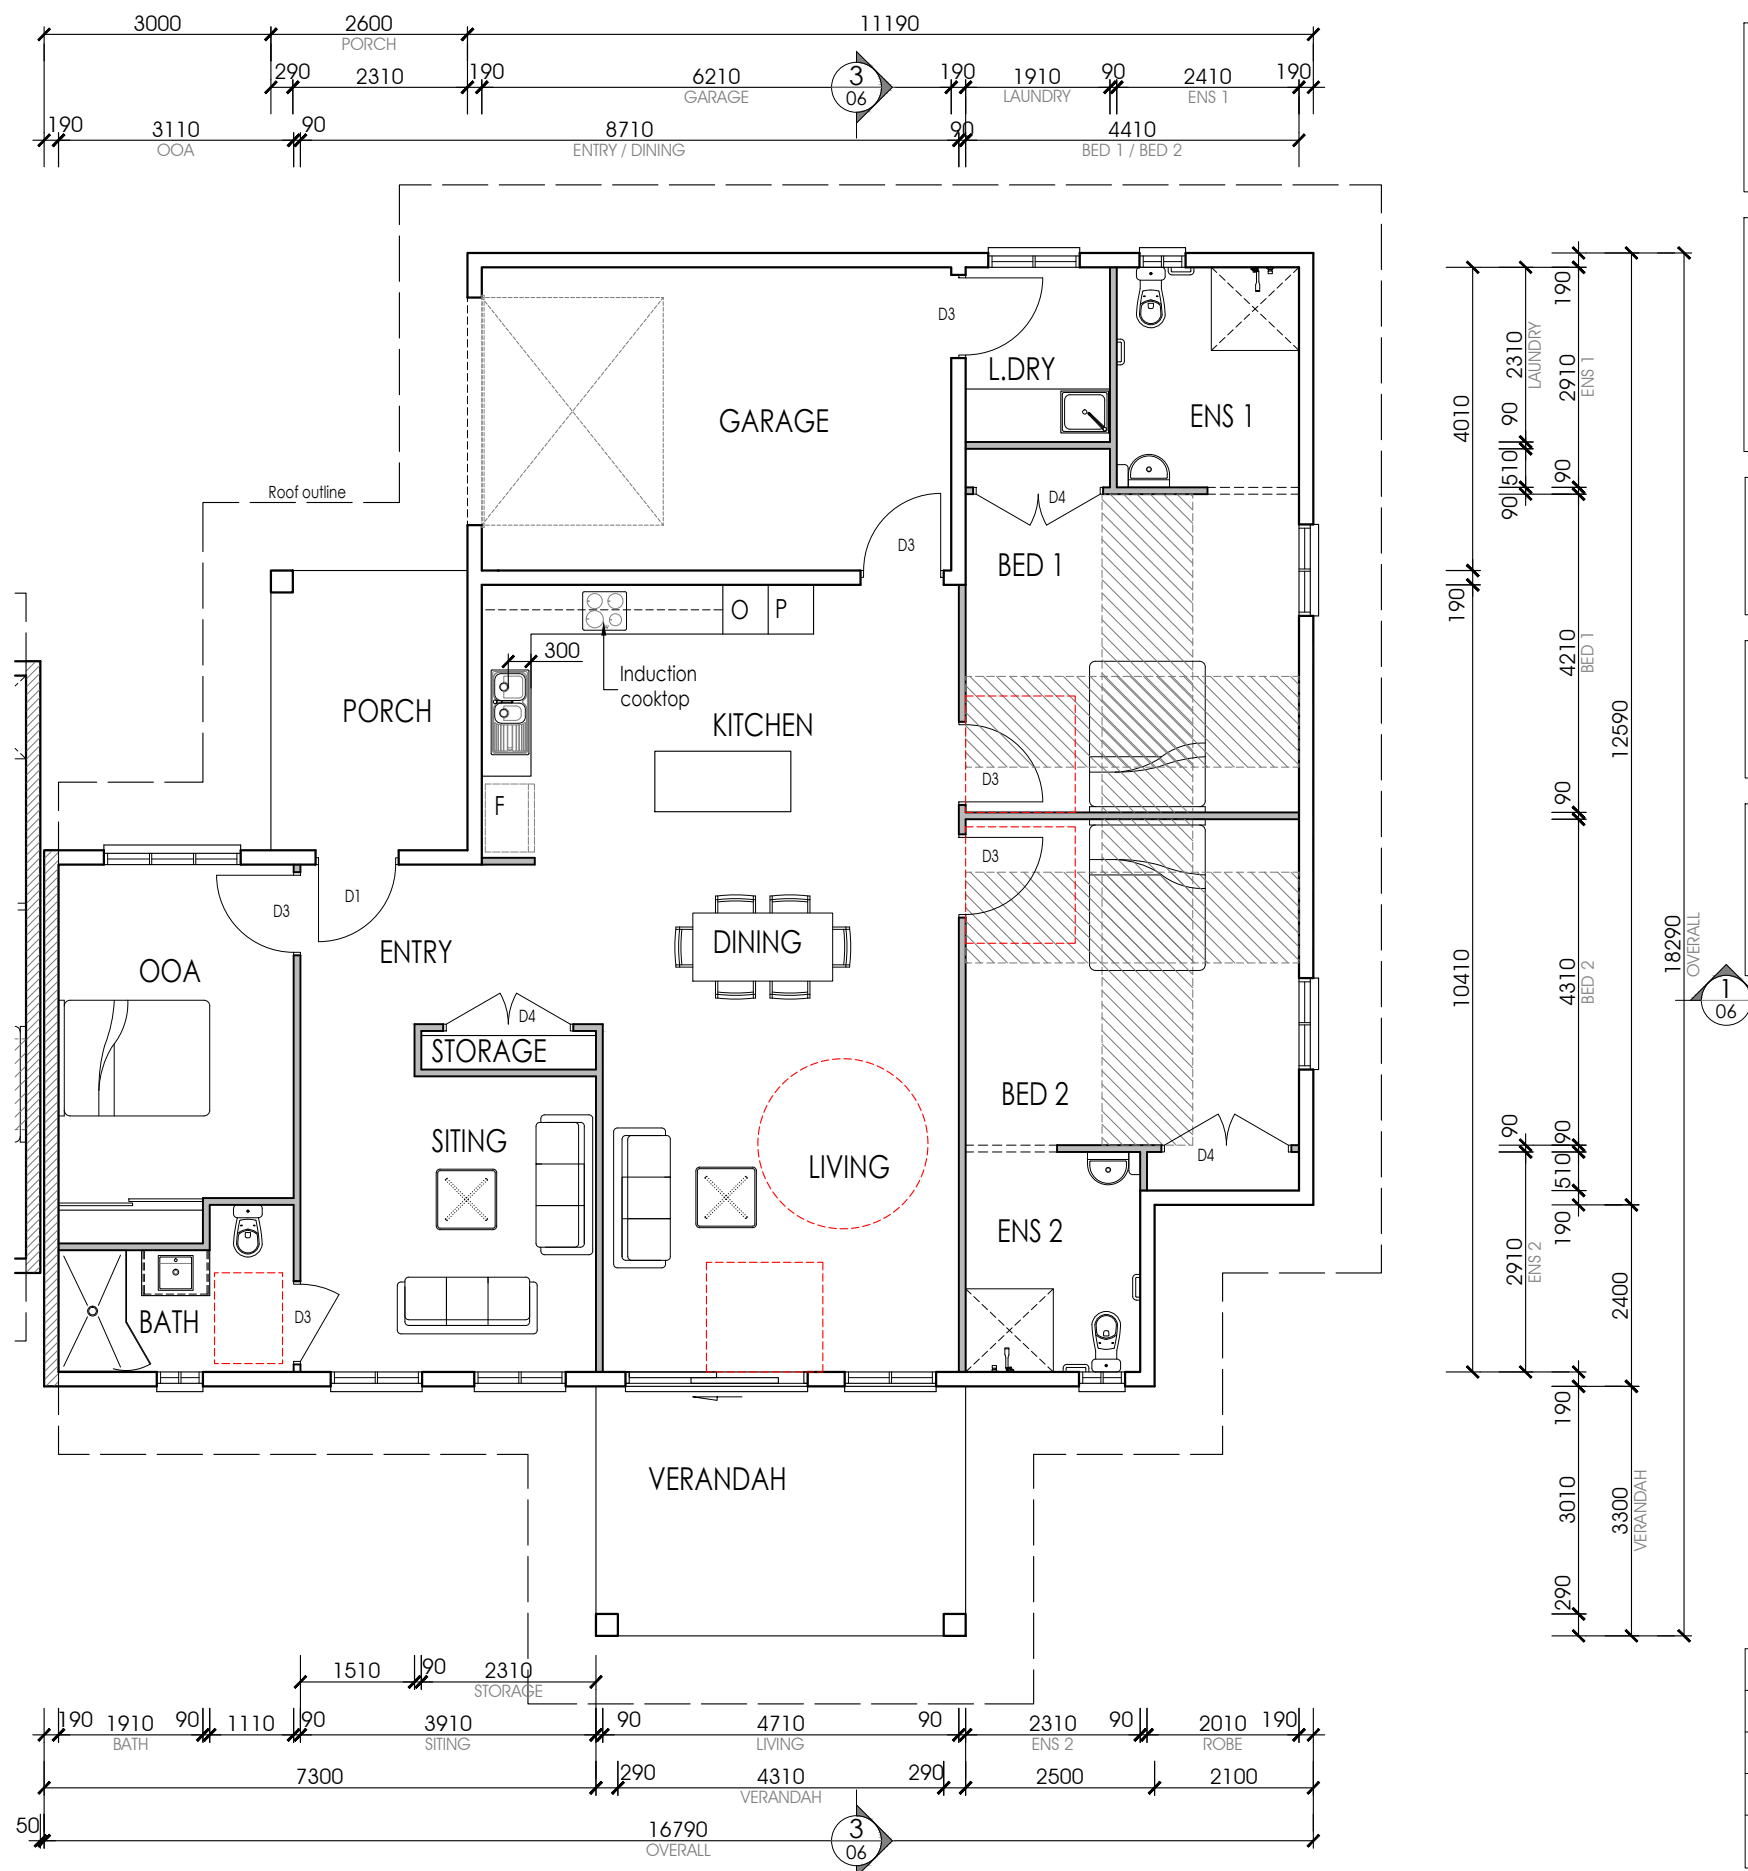 3000 2600 11190
PORCH
290 2310 190 6210 190 1910 90 2410 190
GARAGE LAUNDRY ENS 1
3
06
190 3110 90 8710 90 4410
OOA ENTRY / DINING BED 1 / BED 2
D3
L.DRY
GARAGE
ENS 1
Roof outline
D4
D3
BED 1
O P
300
Induction
cooktop
PORCH
KITCHEN
D3
F
D3
D1
D3
ENTRY
DINING
OOA
D4
STORAGE
BED 2
SITING
LIVING
D4
ENS 2
BATH
D3
VERANDAH
4010
190
10410
2310
LAUNDRY
90
510
90
90
2910
ENS 2
190
2910
ENS 1
90
4210
BED 1
90
4310
BED 2
90
510
190
190
3010
290
12590
2400
3300
VERANDAH
18290
OVERALL
1
06
1510 90 2310
STORAGE
190 1910 90 1110 90 3910 90 4710 90 2310 90 2010 190
BATH SITING LIVING ENS 2 ROBE
7300 290 4310 290 2500 2100
VERANDAH
50 16790
OVERALL
3
06